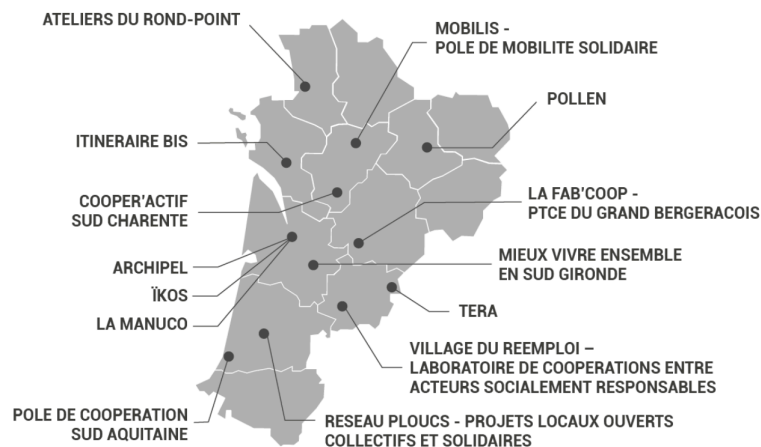 ATELIERS DU ROND-POINT
MOBILIS -
POLE DE MOBILITE SOLIDAIRE
POLLEN
ITINERAIRE BIS
COOPER'ACTIF
SUD CHARENTE
LA FAB'COOP -
PTCE DU GRAND BERGERACOIS
ARCHIPEL
MIEUX VIVRE ENSEMBLE
EN SUD GIRONDE
ÏKOS
LA MANUCO
TERA
VILLAGE DU REEMPLOI –
LABORATOIRE DE COOPERATIONS ENTRE
ACTEURS SOCIALEMENT RESPONSABLES
POLE DE COOPERATION
SUD AQUITAINE
RESEAU PLOUCS - PROJETS LOCAUX OUVERTS
COLLECTIFS ET SOLIDAIRES